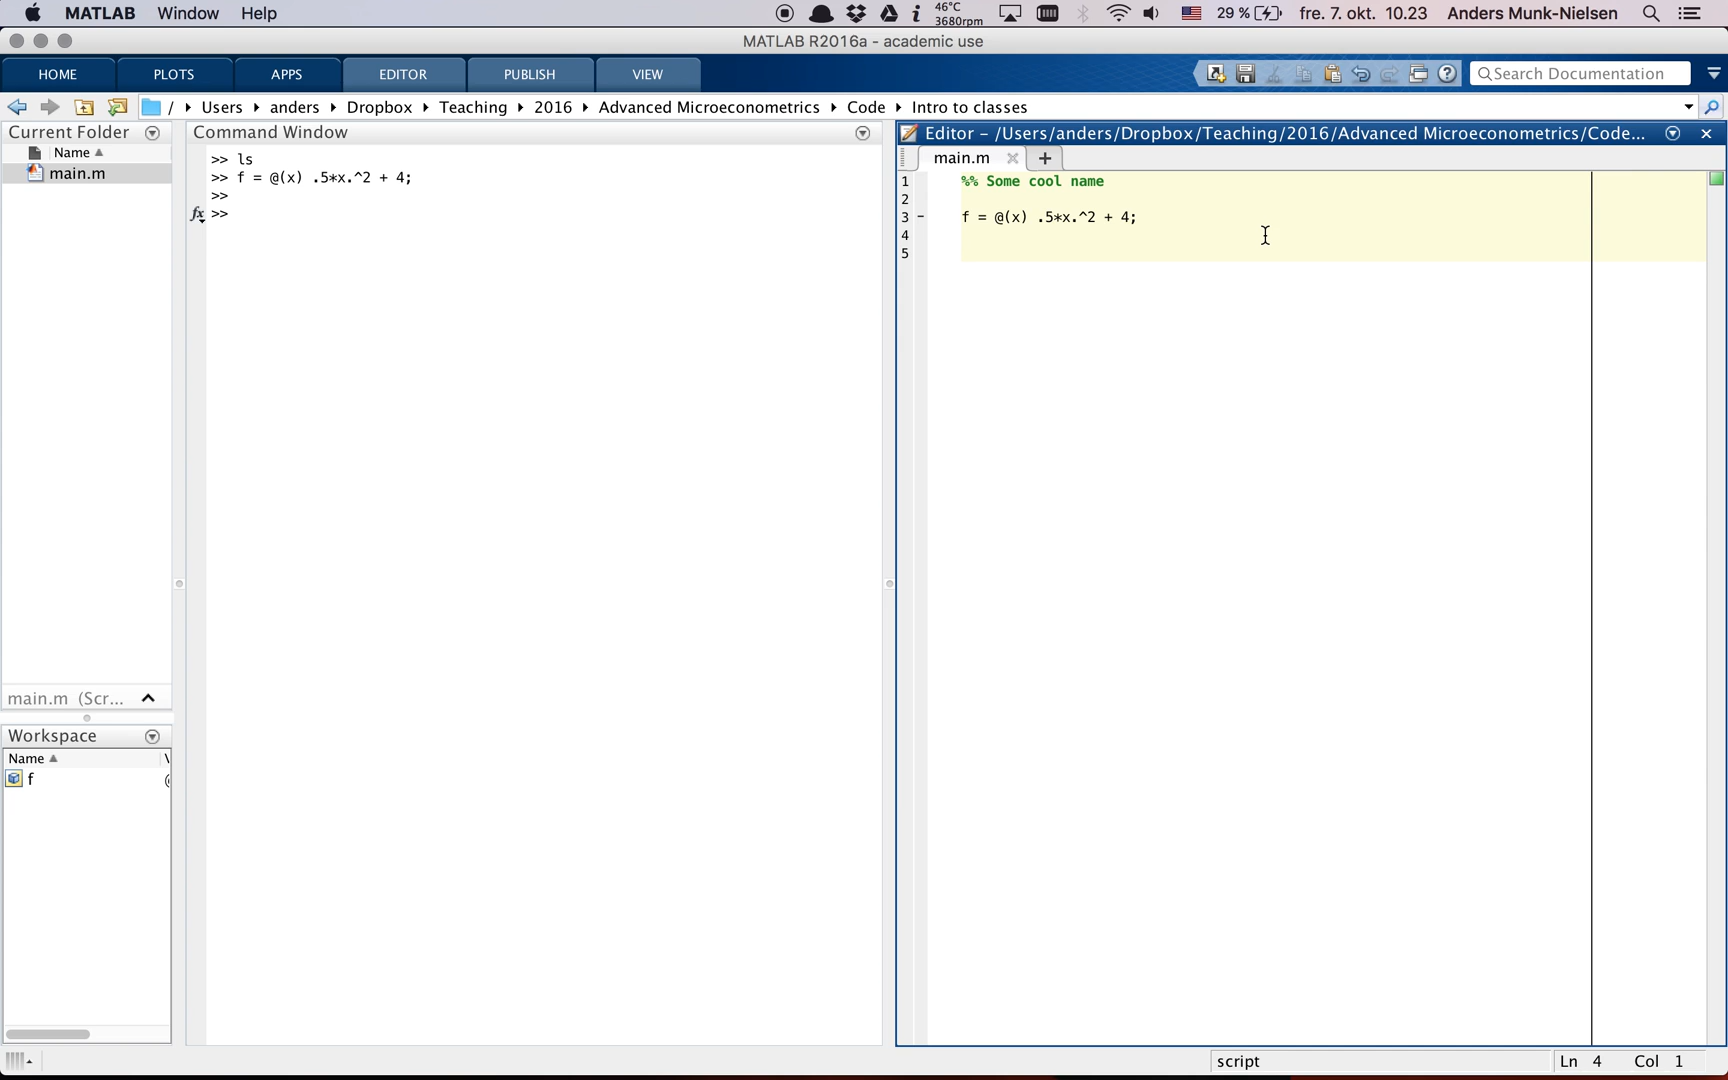 MATLAB Window Help 46°C 3680rpm 29 % fre. 7. okt. 10.23 Anders Munk-Nielsen
MATLAB R2016a - academic use
HOME PLOTS APPS EDITOR PUBLISH VIEW Search Documentation
/ Users anders Dropbox Teaching 2016 Advanced Microeconometrics Code Intro to classes
Current Folder
Name
main.m
main.m (Scr...
Workspace
Name
f
Command Window
>> ls
>> f = @(x) .5*x.^2 + 4;
>>
fx >>
Editor - /Users/anders/Dropbox/Teaching/2016/Advanced Microeconometrics/Code...
main.m
1 %% Some cool name
2
3 - f = @(x) .5*x.^2 + 4;
4
5
script Ln 4 Col 1